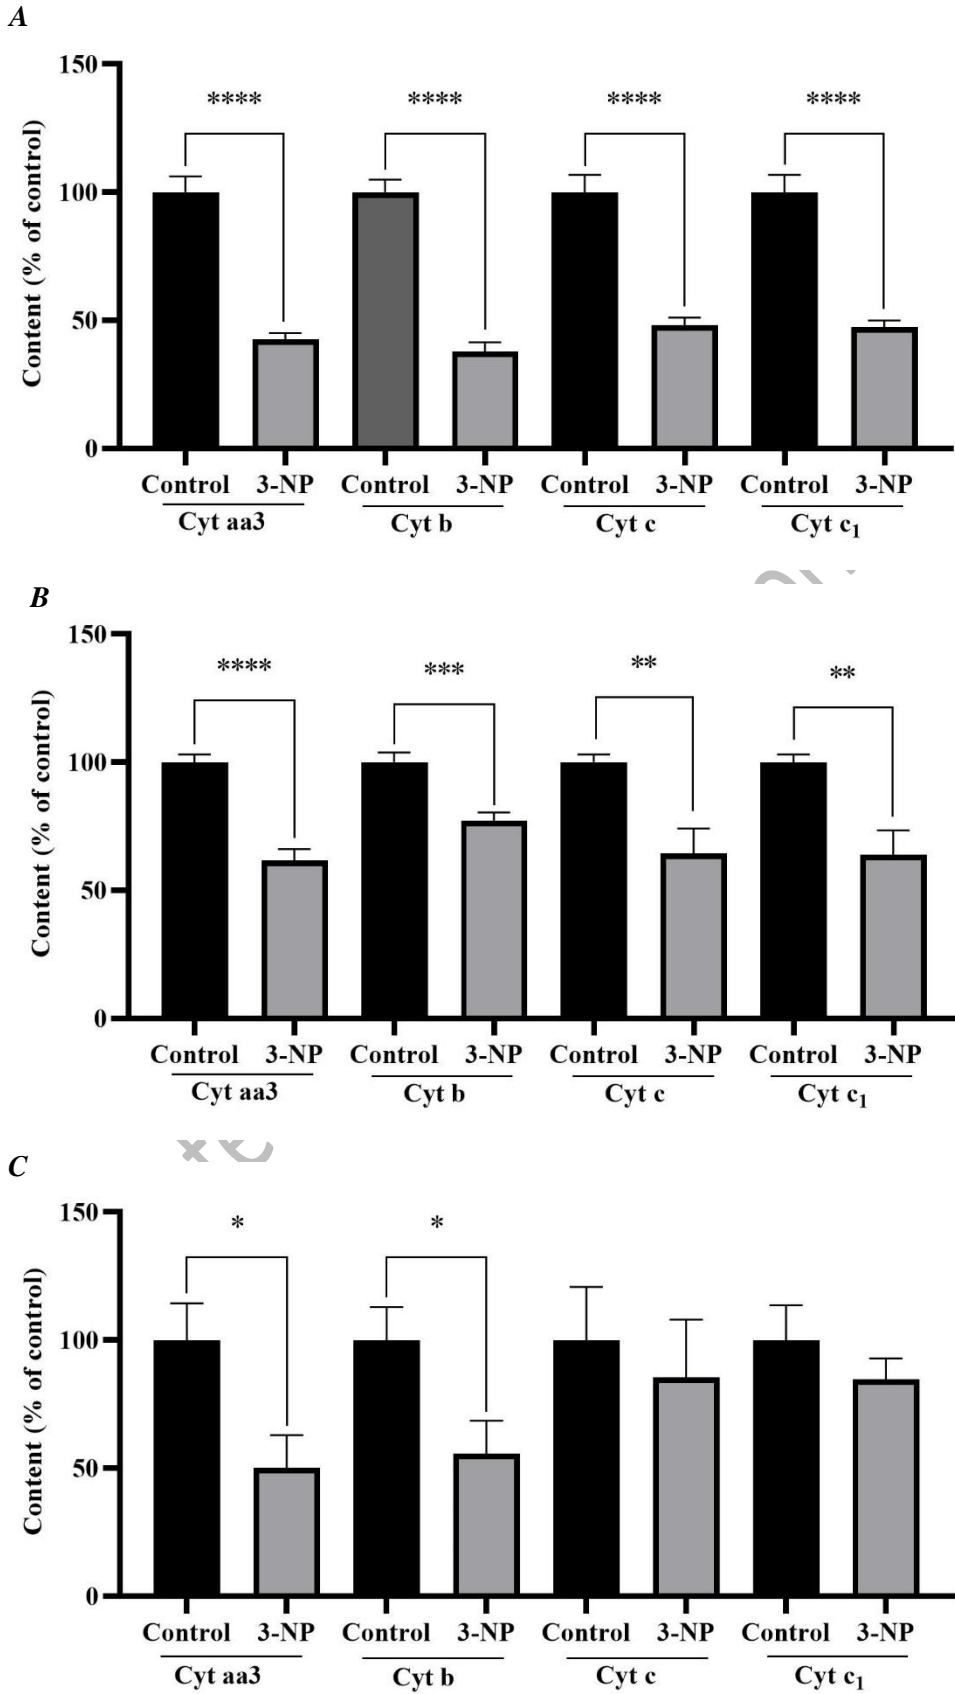 A
150
**** **** **** ****
100
50
0
Content (% of control)
Control 3-NP Control 3-NP Control 3-NP Control 3-NP
Cyt aa3 Cyt b Cyt c Cyt c₁
B
150
**** *** ** **
100
50
0
Content (% of control)
Control 3-NP Control 3-NP Control 3-NP Control 3-NP
Cyt aa3 Cyt b Cyt c Cyt c₁
C
150
* *
100
50
0
Content (% of control)
Control 3-NP Control 3-NP Control 3-NP Control 3-NP
Cyt aa3 Cyt b Cyt c Cyt c₁